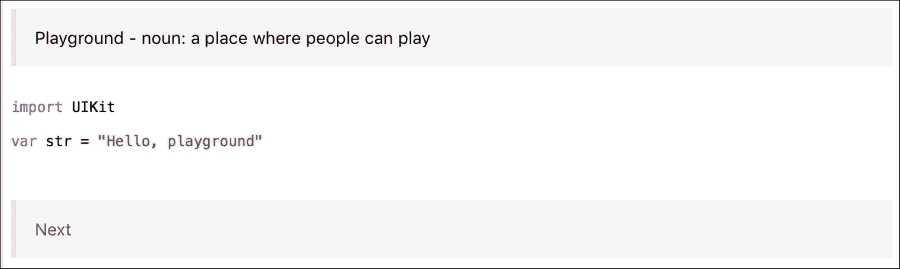 Playground - noun: a place where people can play
import UIKit
var str = "Hello, playground"
Next